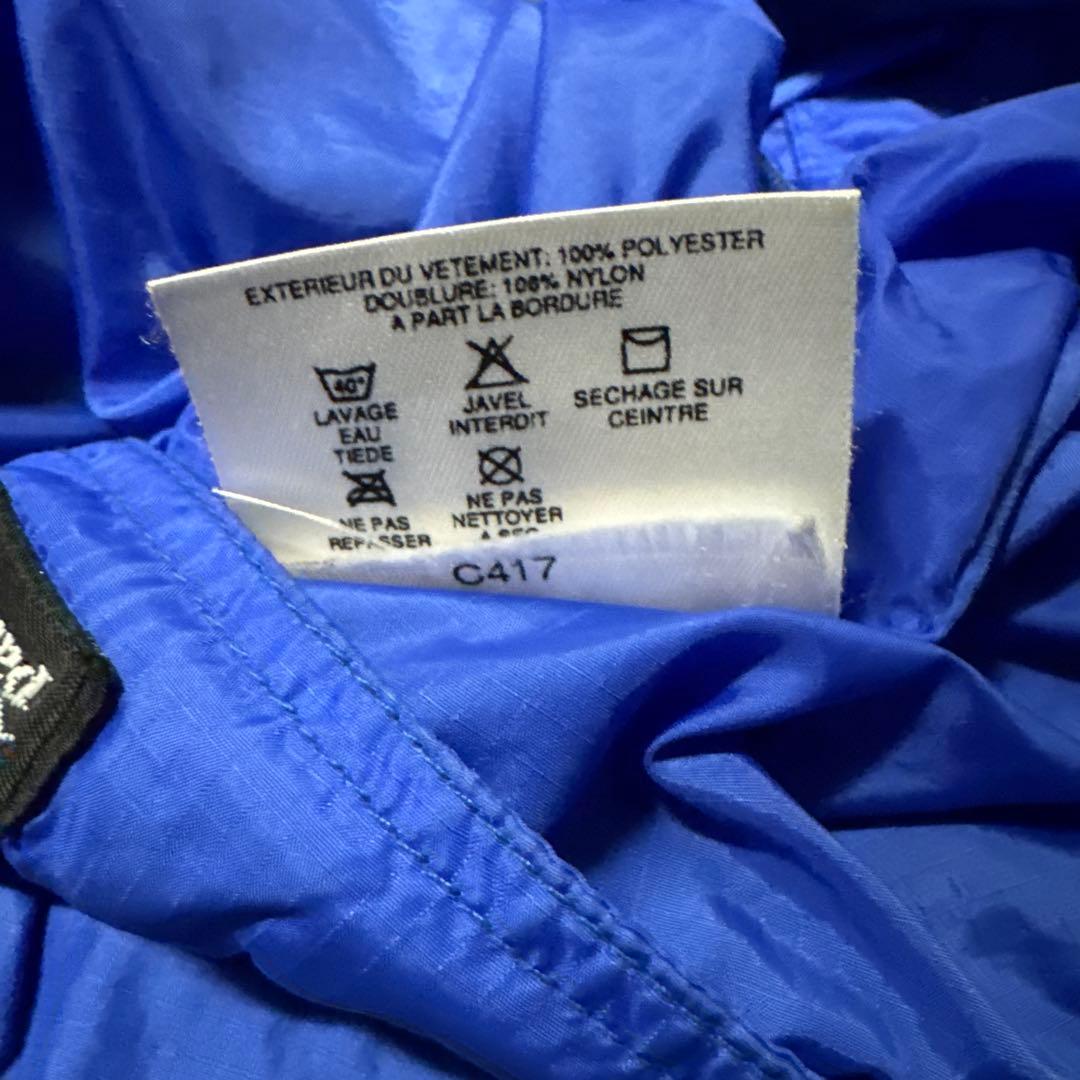 EXTERIEUR DU VETEMENT: 100% POLYESTER
DOUBLURE: 100% NYLON
A PART LA BORDURE
40°
LAVAGE
EAU
TIEDE
JAVEL
INTERDIT
SECHAGE SUR
CEINTRE
NE PAS
REPASSER
NE PAS
NETTOYER
A SEC
C417